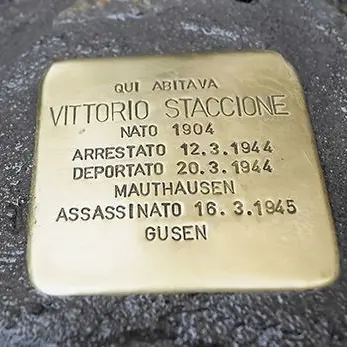 QUI ABITAVA
VITTORIO STACCIONE
NATO 1904
ARRESTATO 12.3.1944
DEPORTATO 20.3.1944
MAUTHAUSEN
ASSASSINATO 16.3.1945
GUSEN